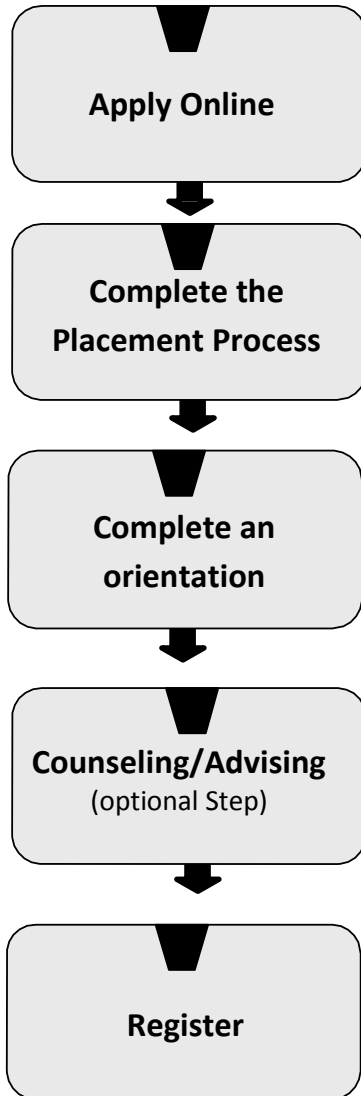 Apply Online
Complete the
Placement Process
Complete an
orientation
Counseling/Advising
(optional Step)
Register